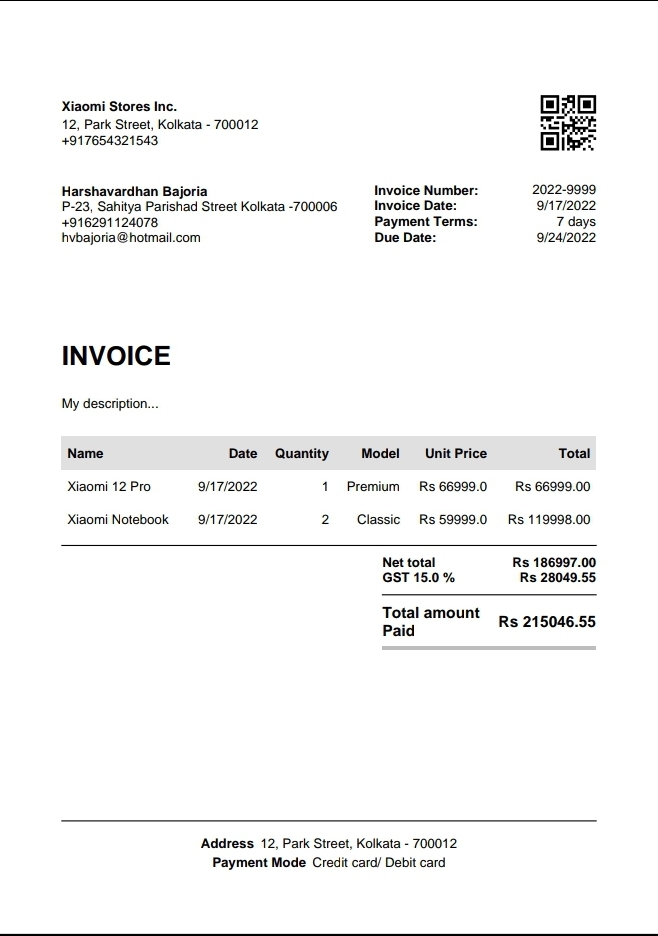 Xiaomi Stores Inc.
12, Park Street, Kolkata - 700012
+917654321543
Harshavardhan Bajoria
P-23, Sahitya Parishad Street Kolkata -700006
+916291124078
hvbajoria@hotmail.com
Invoice Number: 2022-9999
Invoice Date: 9/17/2022
Payment Terms: 7 days
Due Date: 9/24/2022
INVOICE
My description...
Name Date Quantity Model Unit Price Total
Xiaomi 12 Pro 9/17/2022 1 Premium Rs 66999.0 Rs 66999.00
Xiaomi Notebook 9/17/2022 2 Classic Rs 59999.0 Rs 119998.00
Net total Rs 186997.00
GST 15.0 % Rs 28049.55
Total amount
Paid Rs 215046.55
Address 12, Park Street, Kolkata - 700012
Payment Mode Credit card/ Debit card